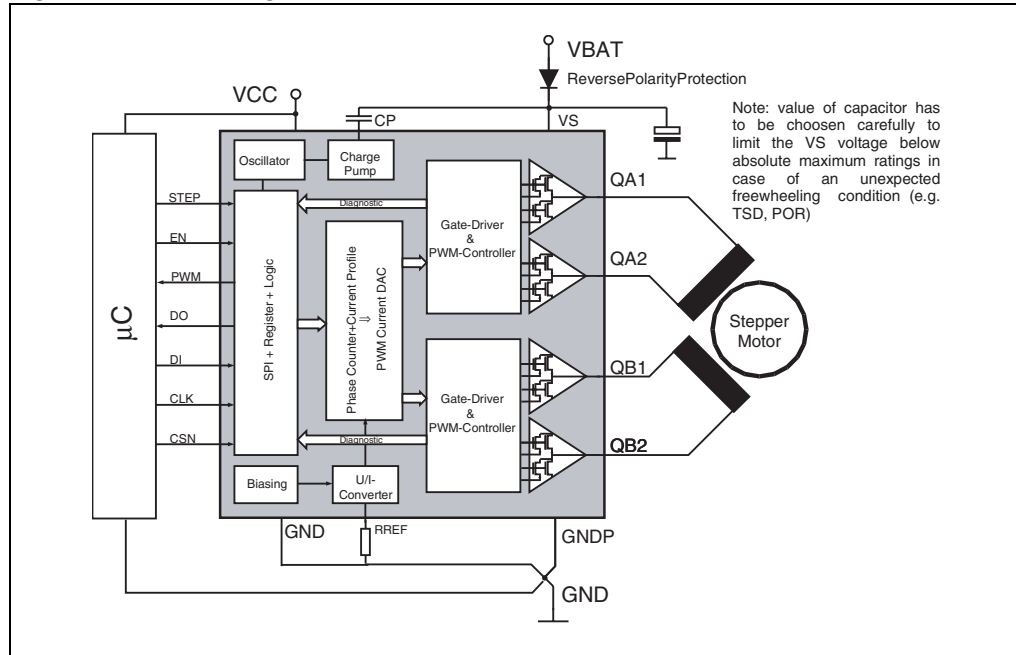 VBAT
ReversePolarityProtection
VCC
CP
VS
Note: value of capacitor has
to be choosen carefully to
limit the VS voltage below
absolute maximum ratings in
case of an unexpected
freewheeling condition (e.g.
TSD, POR)
µC
STEP
EN
PWM
DO
DI
CLK
CSN
Oscillator
Charge
Pump
SPI + Register + Logic
Diagnostic
Phase Counter+Current Profile
⇒
PWM Current DAC
Diagnostic
Biasing
U/I-
Converter
Gate-Driver
&
PWM-Controller
Gate-Driver
&
PWM-Controller
QA1
QA2
QB1
QB2
Stepper
Motor
GND
RREF
GNDP
GND